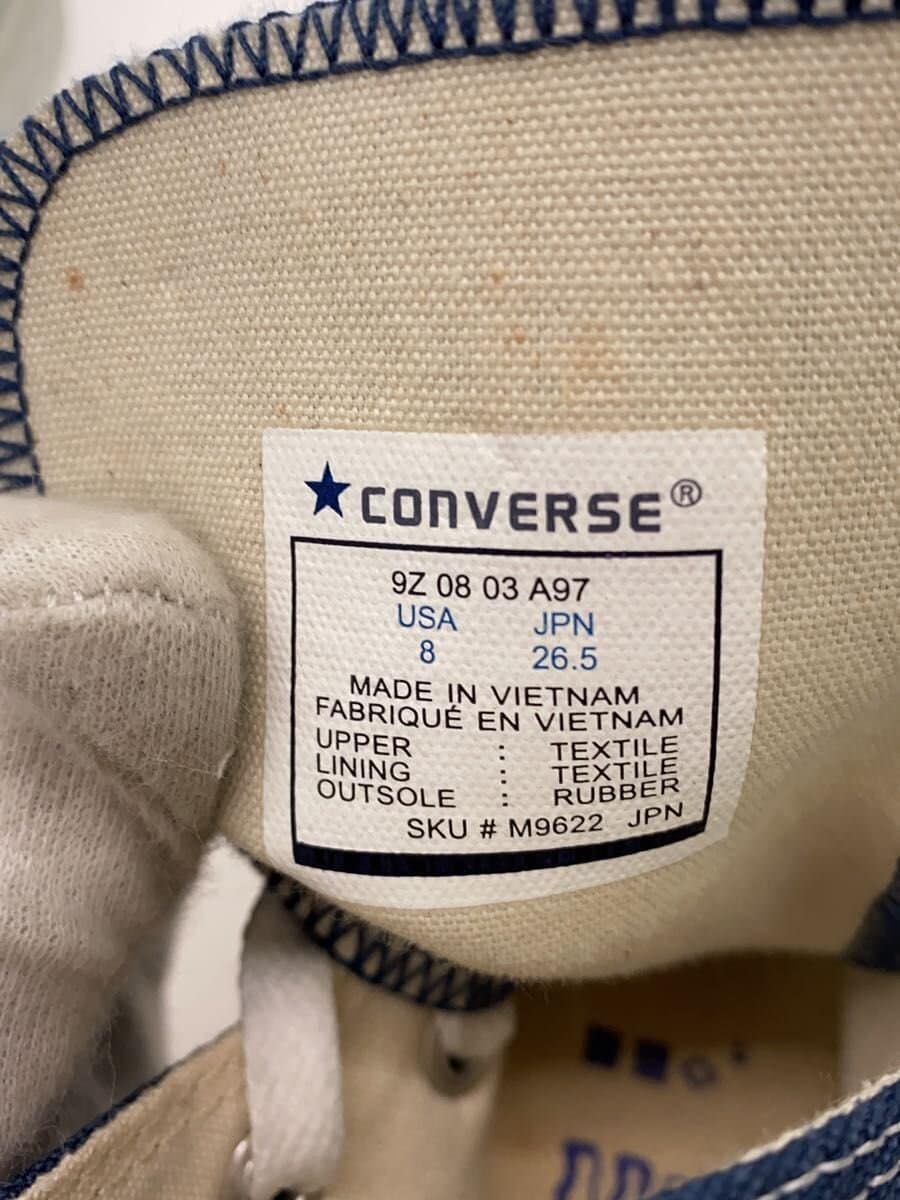 CONVERSE®
9Z 08 03 A97
USA JPN
8 26.5
MADE IN VIETNAM
FABRIQUÉ EN VIETNAM
UPPER : TEXTILE
LINING : TEXTILE
OUTSOLE : RUBBER
SKU # M9622 JPN